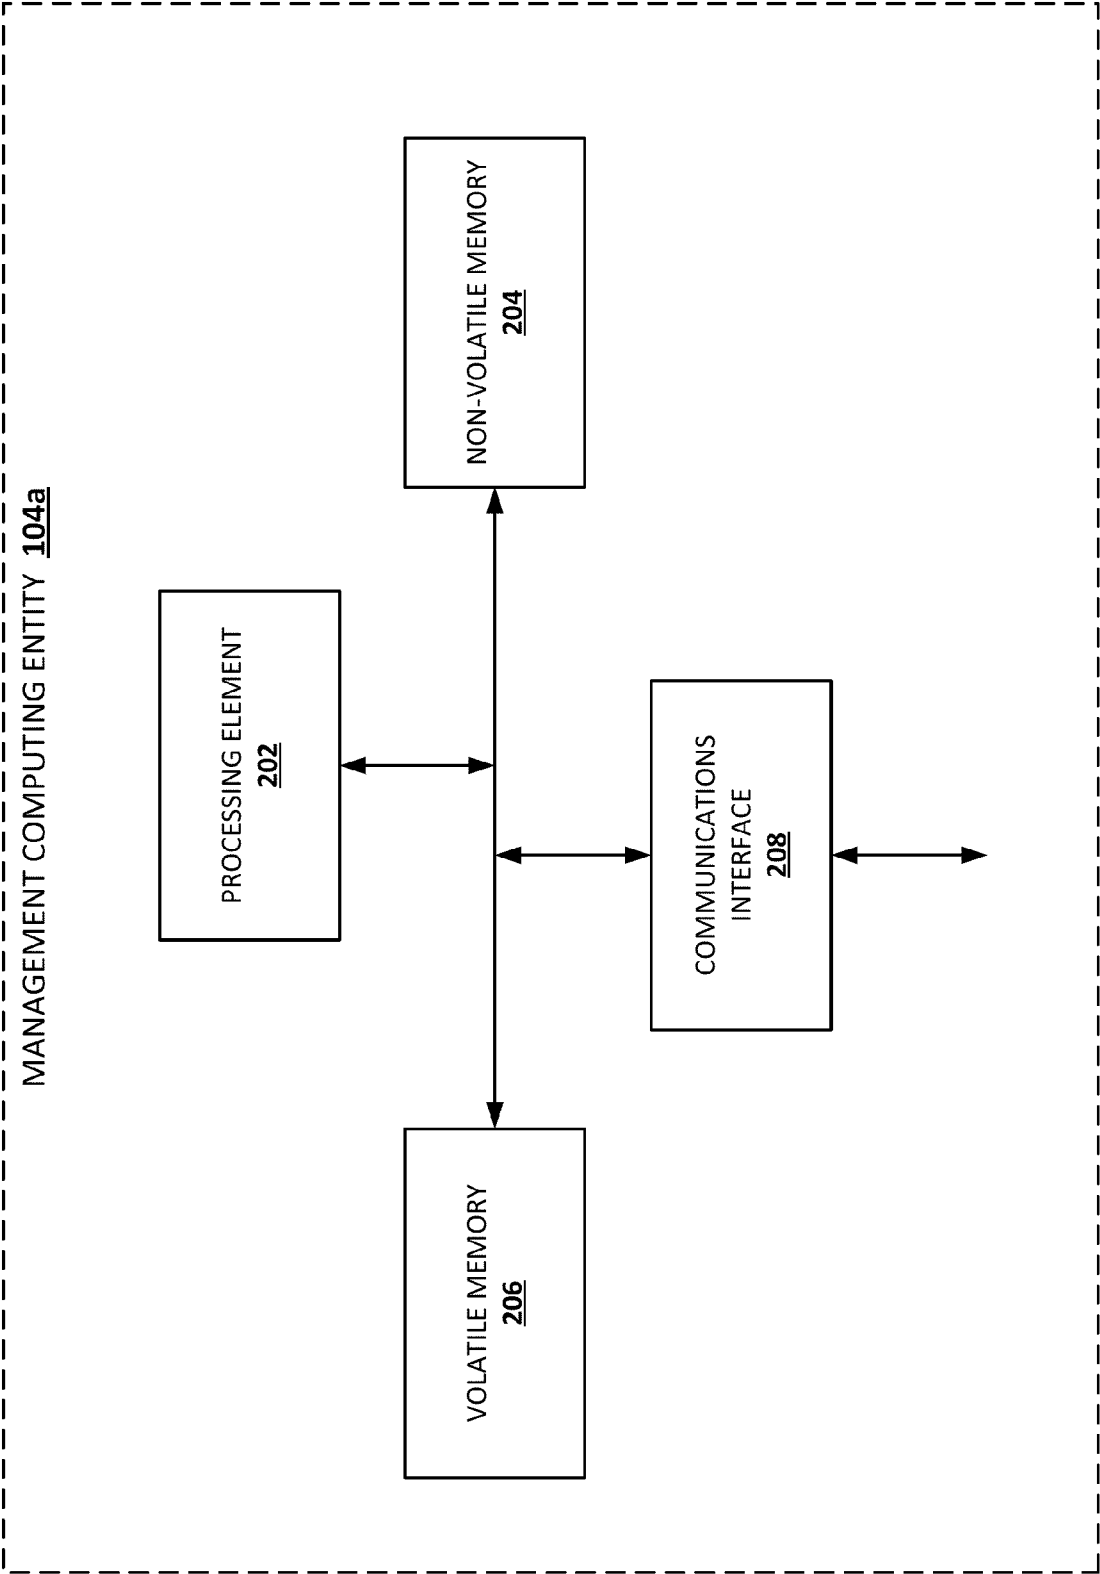 MANAGEMENT COMPUTING ENTITY 104a
PROCESSING ELEMENT
202
VOLATILE MEMORY
206
NON-VOLATILE MEMORY
204
COMMUNICATIONS
INTERFACE
208